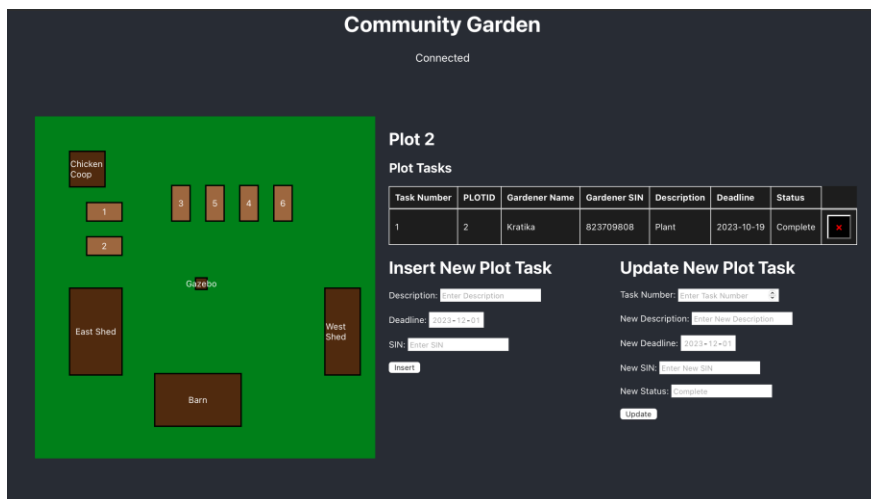 Community Garden
Connected
Chicken
Coop
1
2
3 5 4 6
Gazebo
East Shed
West
Shed
Barn
Plot 2
Plot Tasks
Task Number PLOTID Gardener Name Gardener SIN Description Deadline Status
1 2 Kratika 823709808 Plant 2023-10-19 Complete ×
Insert New Plot Task
Description: Enter Description
Deadline: 2023-12-01
SIN: Enter SIN
Insert
Update New Plot Task
Task Number: Enter Task Number
New Description: Enter New Description
New Deadline: 2023-12-01
New SIN: Enter New SIN
New Status: Complete
Update